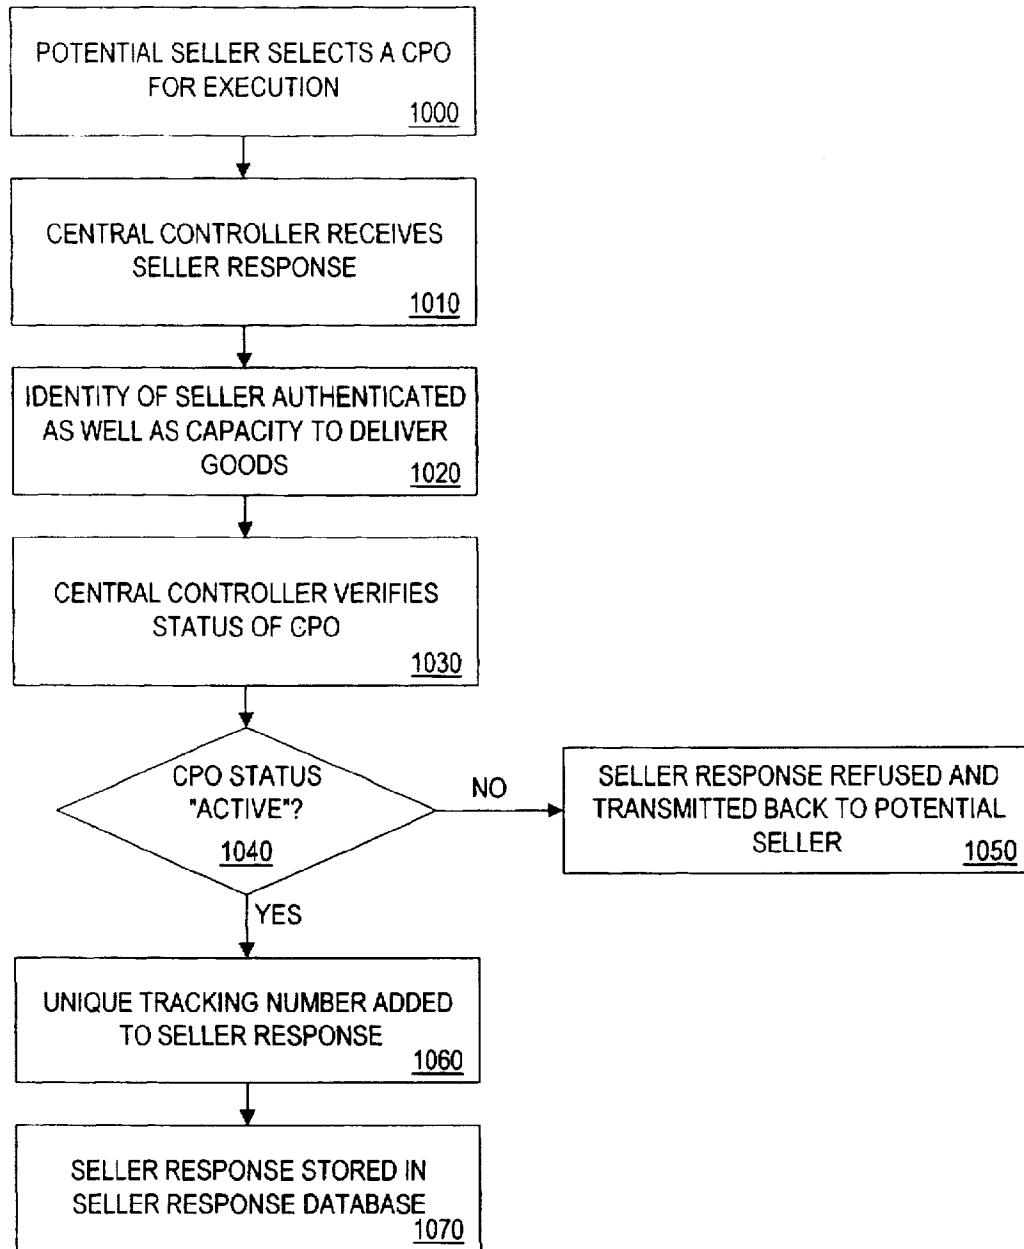 POTENTIAL SELLER SELECTS A CPO
FOR EXECUTION
1000
CENTRAL CONTROLLER RECEIVES
SELLER RESPONSE
1010
IDENTITY OF SELLER AUTHENTICATED
AS WELL AS CAPACITY TO DELIVER
GOODS
1020
CENTRAL CONTROLLER VERIFIES
STATUS OF CPO
1030
CPO STATUS
"ACTIVE"?
1040
NO
SELLER RESPONSE REFUSED AND
TRANSMITTED BACK TO POTENTIAL
SELLER
1050
YES
UNIQUE TRACKING NUMBER ADDED
TO SELLER RESPONSE
1060
SELLER RESPONSE STORED IN
SELLER RESPONSE DATABASE
1070